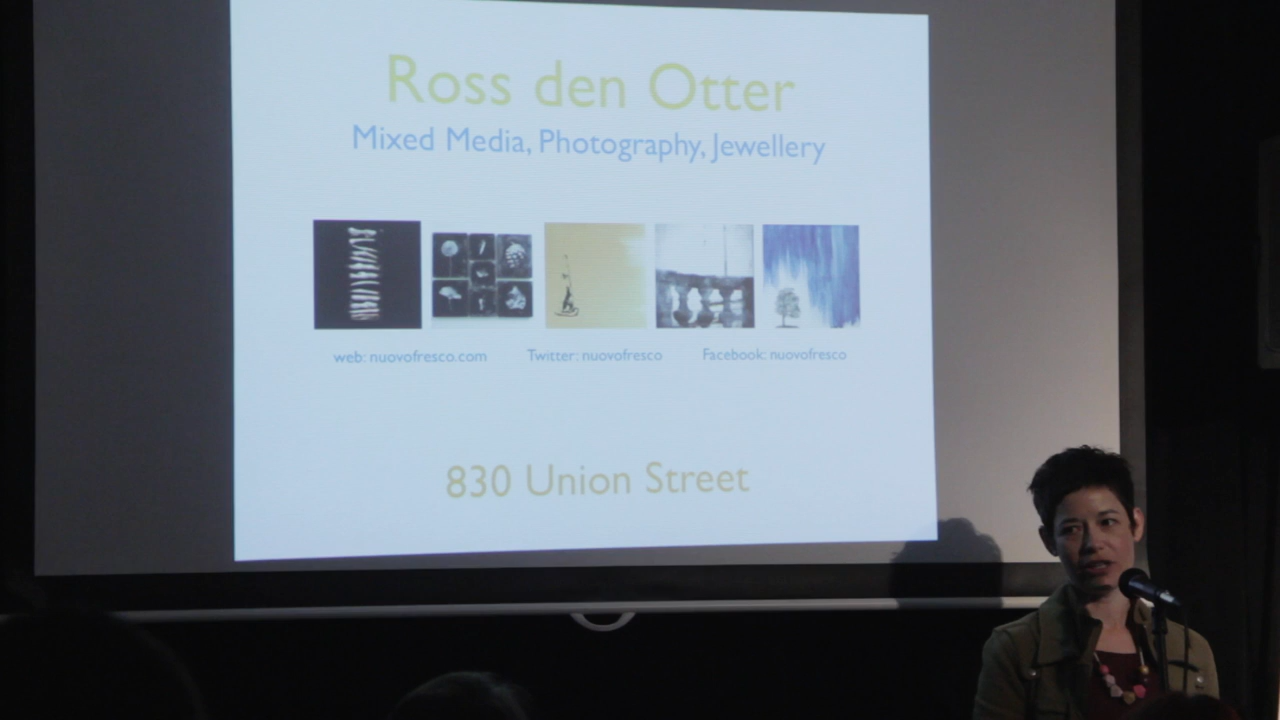 Ross den Otter
Mixed Media, Photography, Jewellery
web: nuovofresco.com Twitter: nuovofresco Facebook: nuovofresco
830 Union Street